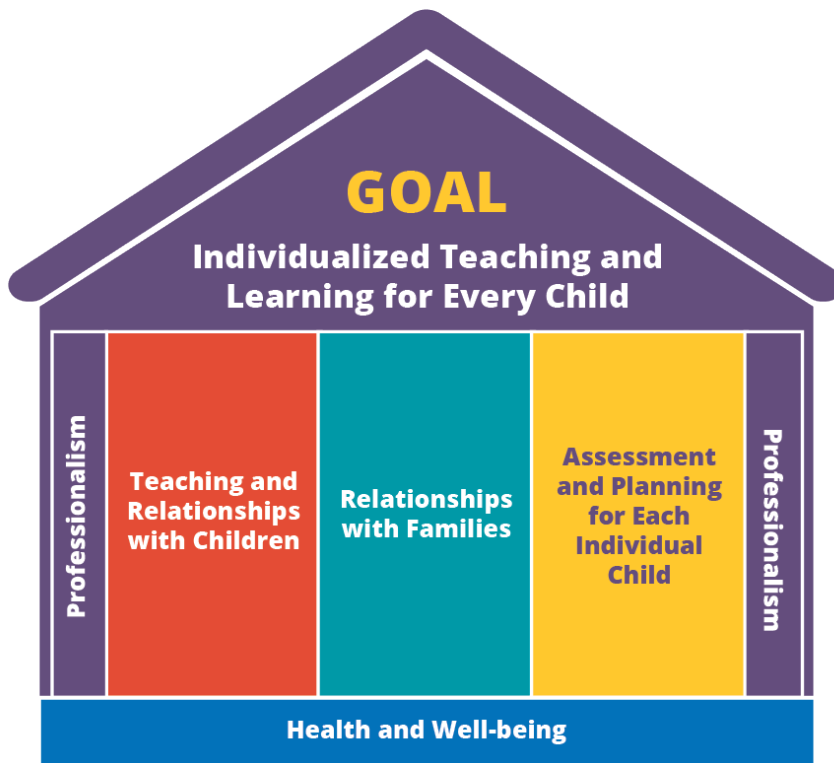 GOAL
Individualized Teaching and
Learning for Every Child
Professionalism
Teaching and
Relationships
with Children
Relationships
with Families
Assessment
and Planning
for Each
Individual
Child
Professionalism
Health and Well-being